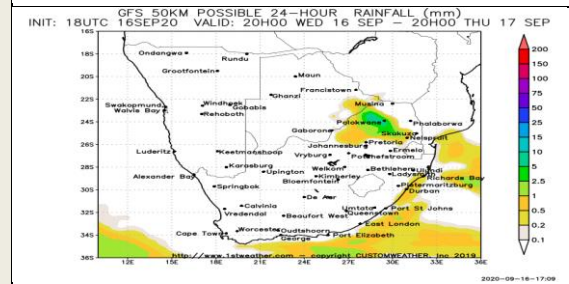 GFS 50KM POSSIBLE 24-HOUR RAINFALL (mm)
INIT: 18UTC 16SEP20 VALID: 20H00 WED 16 SEP - 20H00 THU 17 SEP
16S
18S
20S
22S
24S
26S
28S
30S
32S
34S
36S
Ondangwa
Rundu
Grootfontein
Maun
Ghanzi
Francistown
Musina
Swakopmund
Walvis Bay
Windhoek
Gobabis
Rehoboth
Polokwane
Phalaborwa
Skukuza
Gaborone
Nelspruit
Pretoria
Johannesburg
Ermelo
Luderitz
Keetmanshoop
Vryburg
Potchefstroom
Karasburg
Upington
Welkom
Bethlehem
Ulundi
Ladysmith
Alexander Bay
Kimberley
Richards Bay
Bloemfontein
Pietermaritzburg
Springbok
Durban
De Aar
Calvinia
Umtata
Port St Johns
Vredendal
Beaufort West
Queenstown
East London
Cape Town
Worcester
Oudtshoorn
George
Port Elizabeth
http://www.1stweather.com - copyright CUSTOMWEATHER, Inc 2019
12E 15E 18E 21E 24E 27E 30E 33E 36E
200
150
100
75
50
25
15
10
5
2.5
1
0.5
0.2
0.1
2020-09-16-17:09